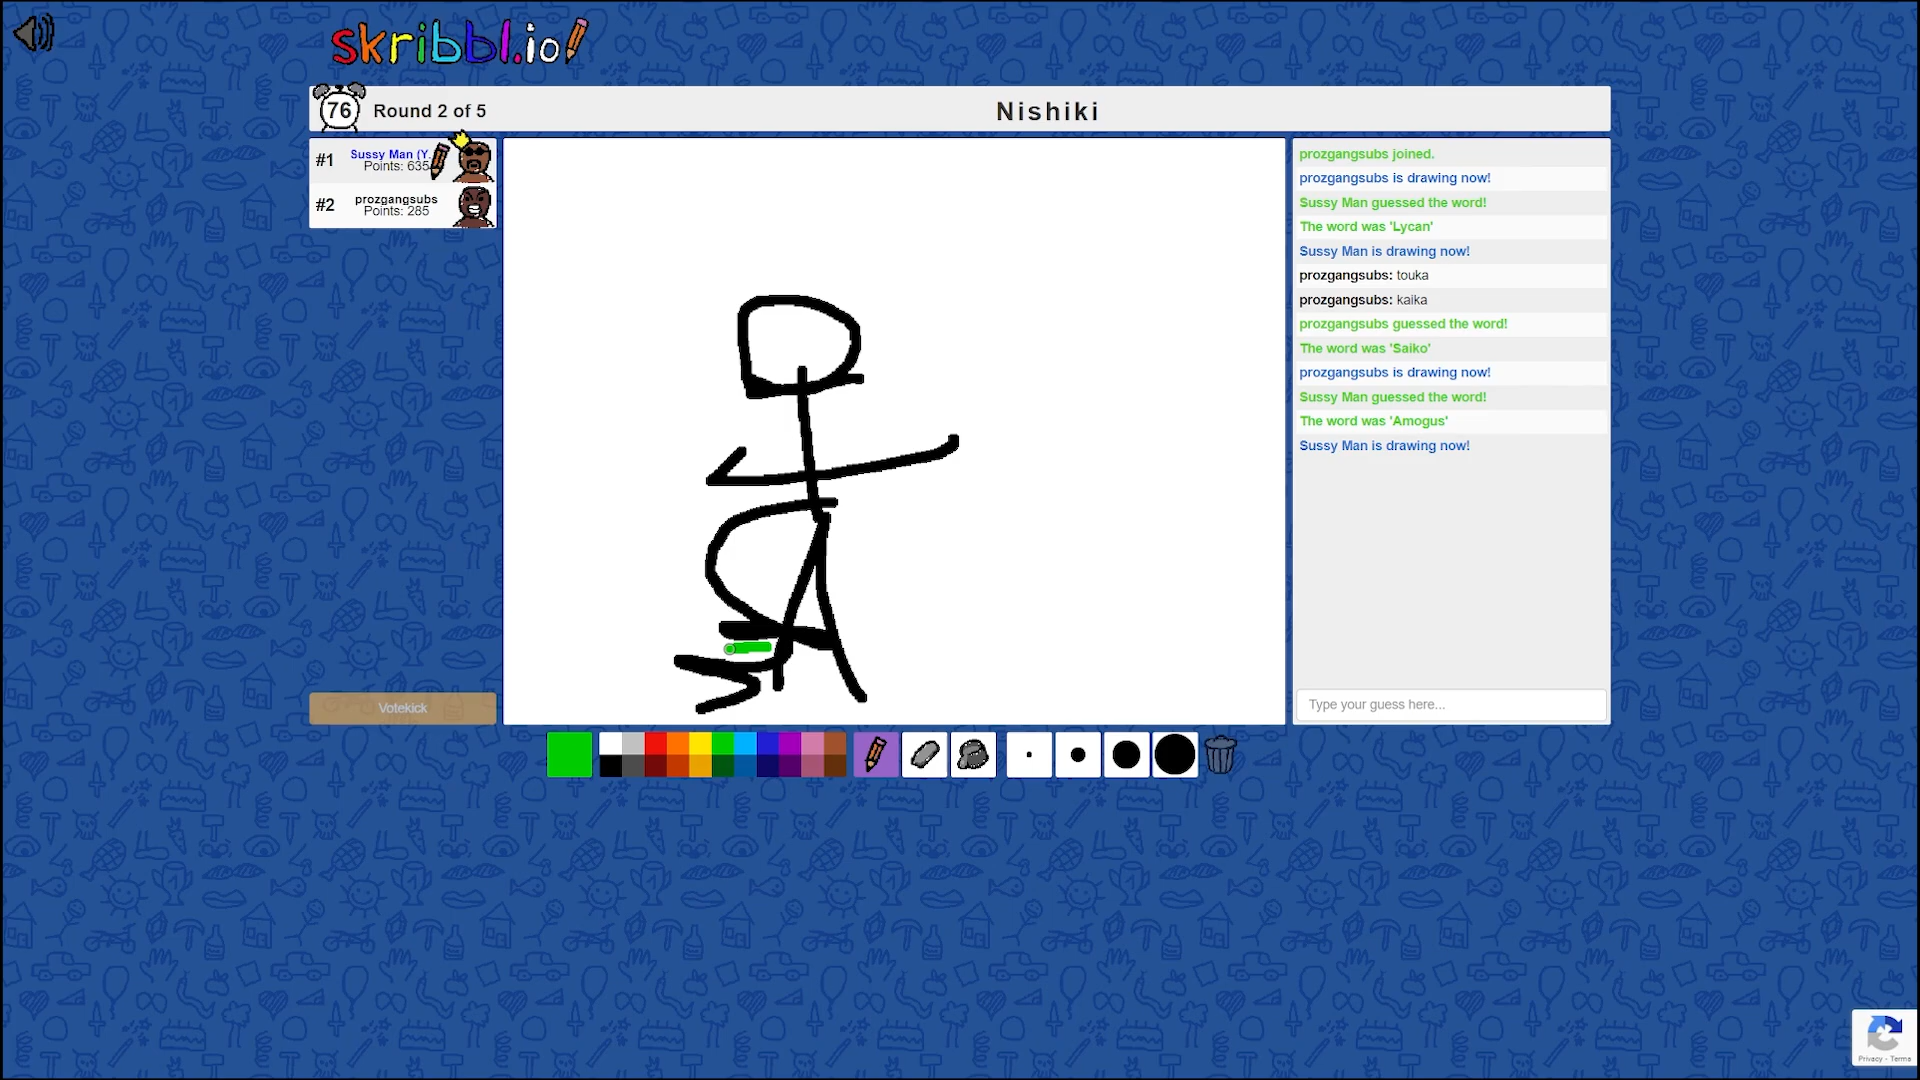 skribbl.io
76
Round 2 of 5
Nishiki
#1
Sussy Man (Y.
Points: 635
#2
prozgangsubs
Points: 285
prozgangsubs joined.
prozgangsubs is drawing now!
Sussy Man guessed the word!
The word was 'Lycan'
Sussy Man is drawing now!
prozgangsubs: touka
prozgangsubs: kaika
prozgangsubs guessed the word!
The word was 'Saiko'
prozgangsubs is drawing now!
Sussy Man guessed the word!
The word was 'Amogus'
Sussy Man is drawing now!
Votekick
Type your guess here...
Privacy - Terms